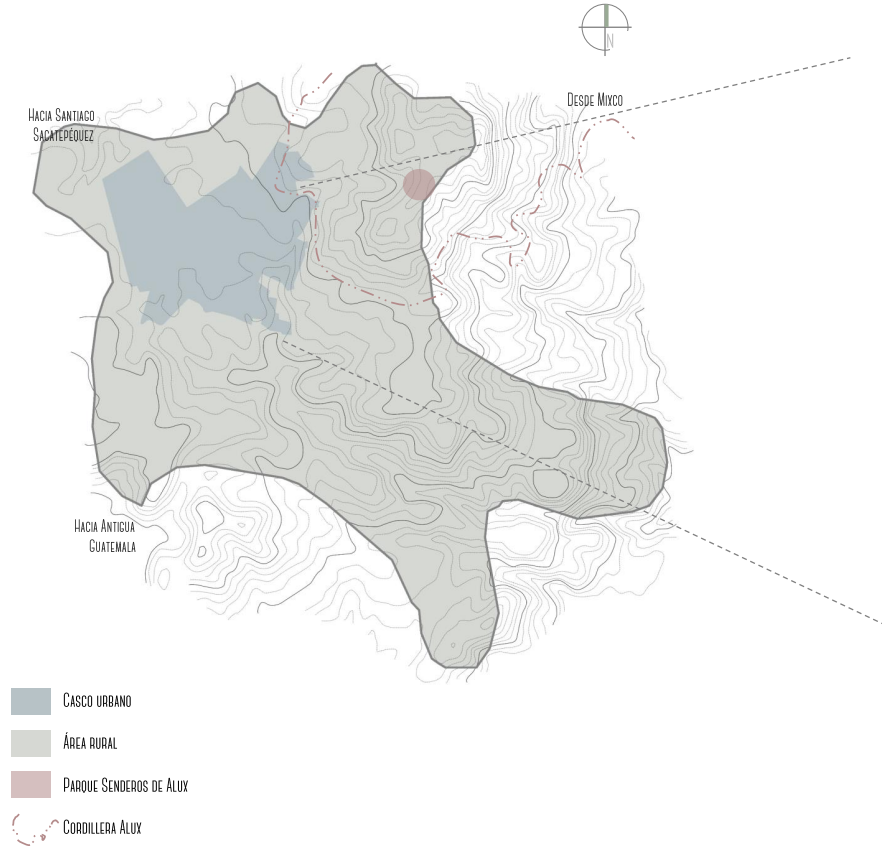 N
Desde Mixco
Hacia Santiago
Sacatepéquez
Hacia Antigua
Guatemala
Casco urbano
Área rural
Parque Senderos de Alux
Cordillera Alux